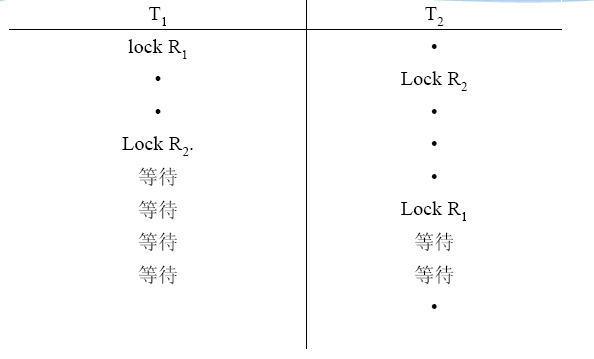 T1 T2
lock R1 •
• Lock R2
• •
Lock R2. •
等待 •
等待 Lock R1
等待 等待
等待 等待
•